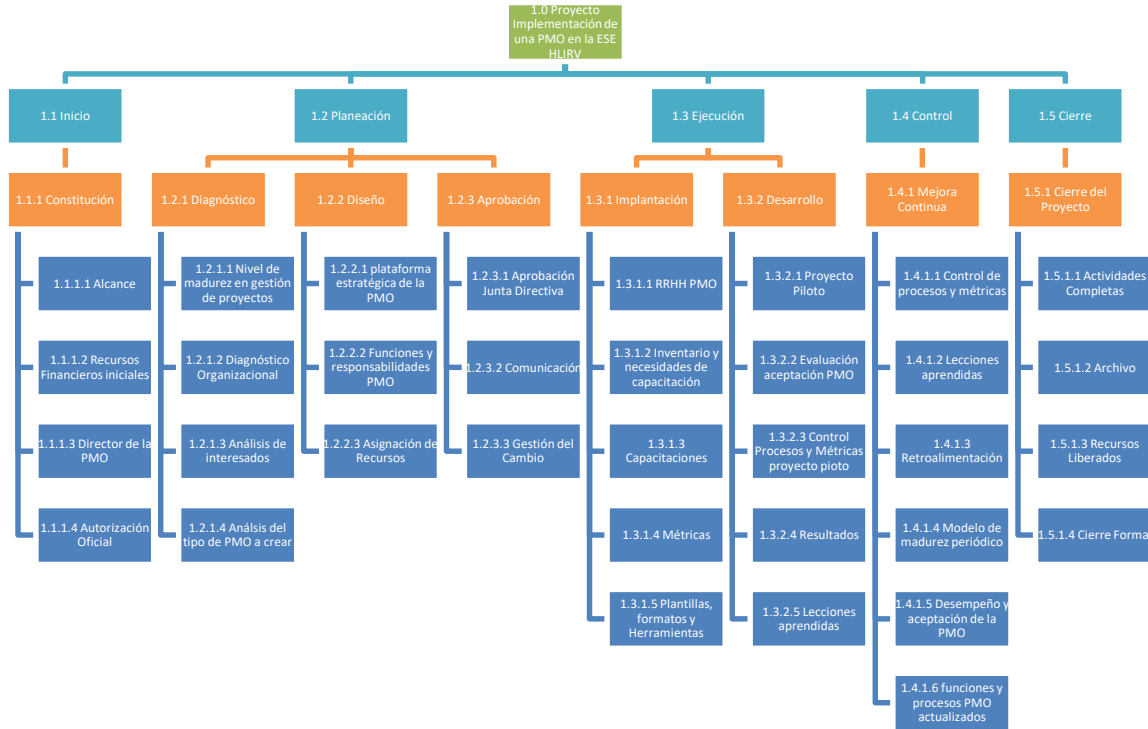 1.0 Proyecto
Implementación de
una PMO en la ESE
HLIRV
1.1 Inicio
1.2 Planeación
1.3 Ejecución
1.4 Control
1.5 Cierre
1.1.1 Constitución
1.2.1 Diagnóstico
1.2.2 Diseño
1.2.3 Aprobación
1.3.1 Implantación
1.3.2 Desarrollo
1.4.1 Mejora
Continua
1.5.1 Cierre del
Proyecto
1.1.1.1 Alcance
1.1.1.2 Recursos
Financieros iniciales
1.1.1.3 Director de la
PMO
1.1.1.4 Autorización
Oficial
1.2.1.1 Nivel de
madurez en gestión
de proyectos
1.2.1.2 Diagnóstico
Organizacional
1.2.1.3 Análisis de
interesados
1.2.1.4 Análsis del
tipo de PMO a crear
1.2.2.1 plataforma
estratégica de la
PMO
1.2.2.2 Funciones y
responsabilidades
PMO
1.2.2.3 Asignación de
Recursos
1.2.3.1 Aprobación
Junta Directiva
1.2.3.2 Comunicación
1.2.3.3 Gestión del
Cambio
1.3.1.1 RRHH PMO
1.3.1.2 Inventario y
necesidades de
capacitación
1.3.1.3
Capacitaciones
1.3.1.4 Métricas
1.3.1.5 Plantillas,
formatos y
Herramientas
1.3.2.1 Proyecto
Piloto
1.3.2.2 Evaluación
aceptación PMO
1.3.2.3 Control
Procesos y Métricas
proyecto pioto
1.3.2.4 Resultados
1.3.2.5 Lecciones
aprendidas
1.4.1.1 Control de
procesos y métricas
1.4.1.2 Lecciones
aprendidas
1.4.1.3
Retroalimentación
1.4.1.4 Modelo de
madurez periódico
1.4.1.5 Desempeño y
aceptación de la
PMO
1.4.1.6 funciones y
procesos PMO
actualizados
1.5.1.1 Actividades
Completas
1.5.1.2 Archivo
1.5.1.3 Recursos
Liberados
1.5.1.4 Cierre Formal